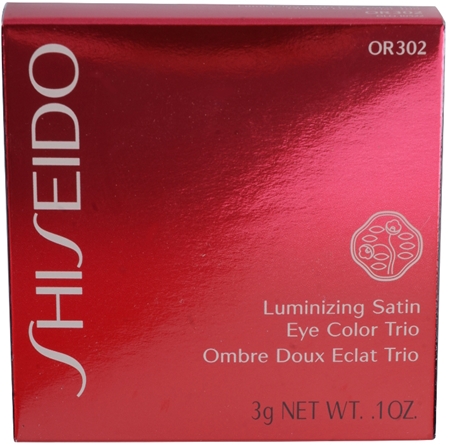 OR302
SHISEIDO
Luminizing Satin
Eye Color Trio
Ombre Doux Eclat Trio
3g NET WT. .1OZ.